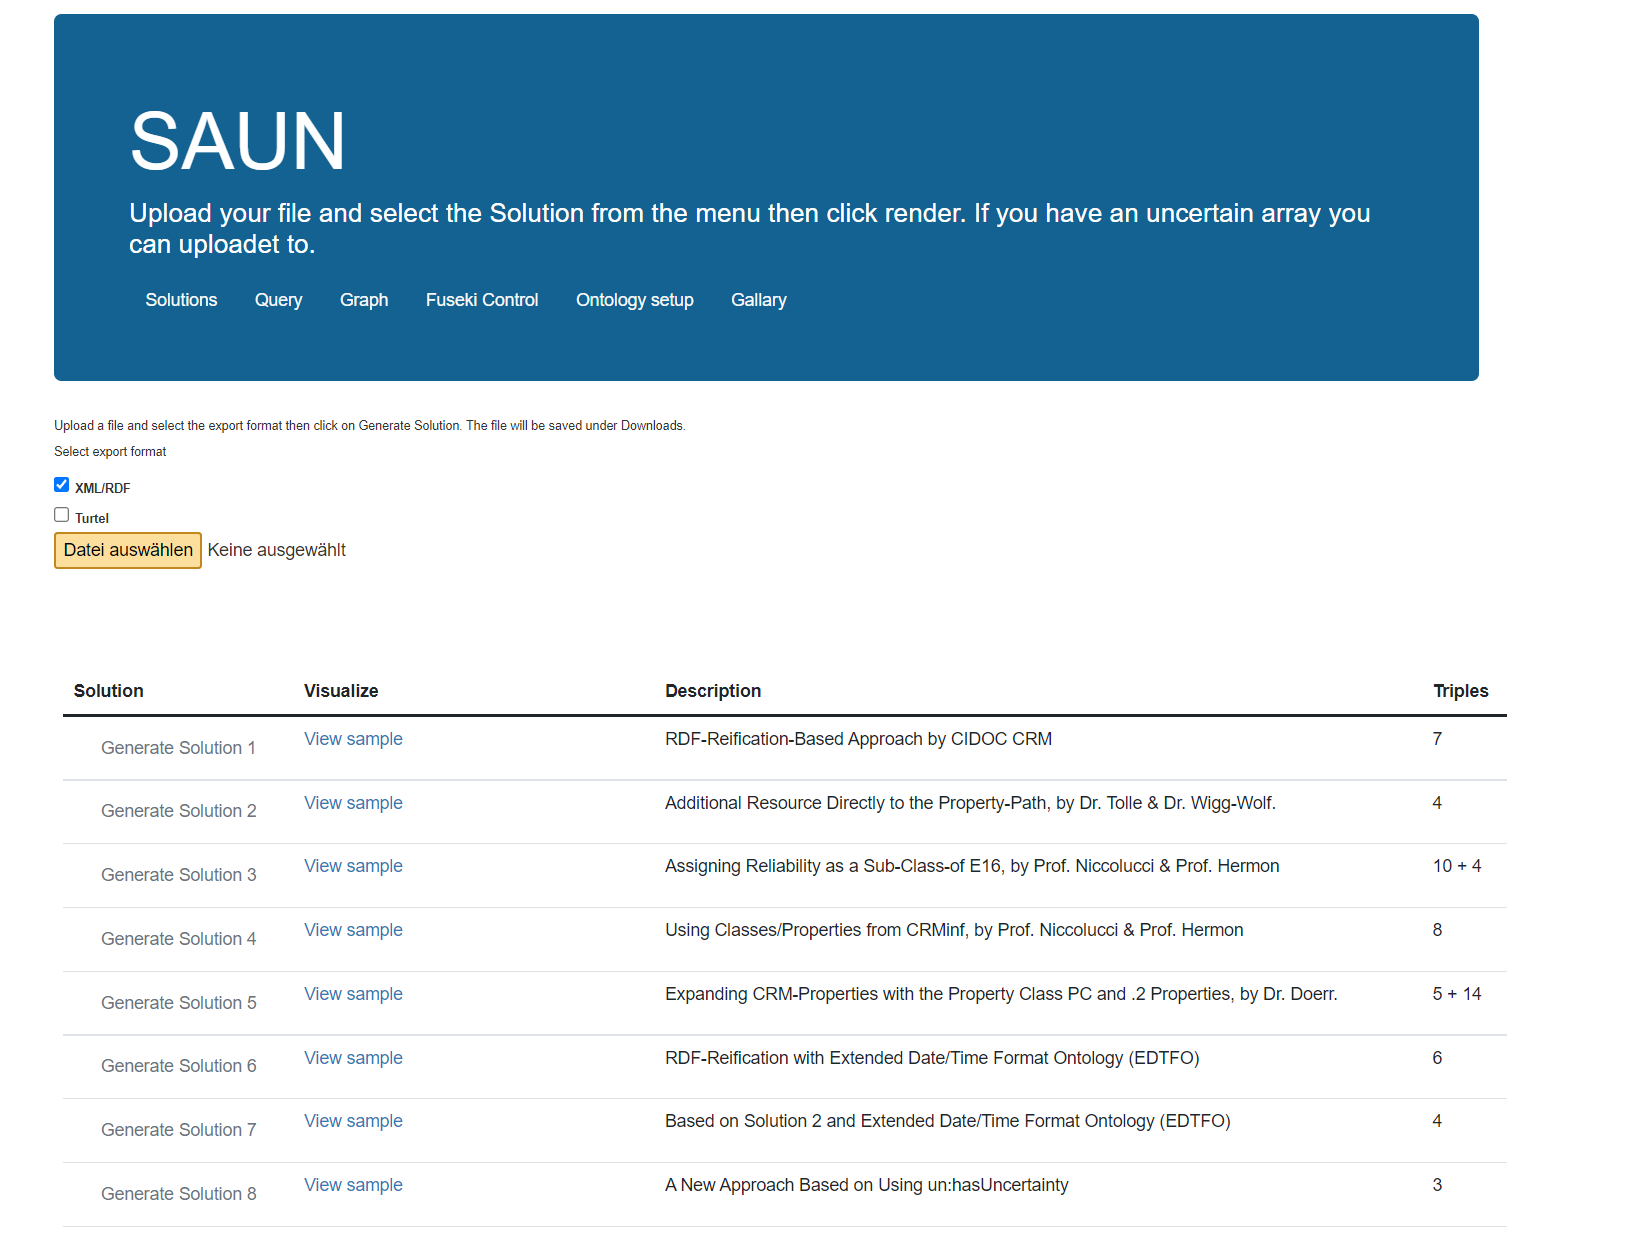 SAUN
Upload your file and select the Solution from the menu then click render. If you have an uncertain array you
can uploadet to.
Solutions Query Graph Fuseki Control Ontology setup Gallary
Upload a file and select the export format then click on Generate Solution. The file will be saved under Downloads.
Select export format
XML/RDF
Turtel
Datei auswählen Keine ausgewählt
Solution Visualize Description Triples
Generate Solution 1 View sample RDF-Reification-Based Approach by CIDOC CRM 7
Generate Solution 2 View sample Additional Resource Directly to the Property-Path, by Dr. Tolle & Dr. Wigg-Wolf. 4
Generate Solution 3 View sample Assigning Reliability as a Sub-Class-of E16, by Prof. Niccolucci & Prof. Hermon 10 + 4
Generate Solution 4 View sample Using Classes/Properties from CRMinf, by Prof. Niccolucci & Prof. Hermon 8
Generate Solution 5 View sample Expanding CRM-Properties with the Property Class PC and .2 Properties, by Dr. Doerr. 5 + 14
Generate Solution 6 View sample RDF-Reification with Extended Date/Time Format Ontology (EDTFO) 6
Generate Solution 7 View sample Based on Solution 2 and Extended Date/Time Format Ontology (EDTFO) 4
Generate Solution 8 View sample A New Approach Based on Using un:hasUncertainty 3